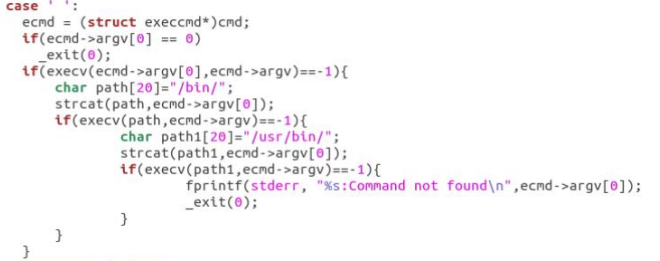 case ' ':
  ecmd = (struct execcmd*)cmd;
  if(ecmd->argv[0] == 0)
    _exit(0);
  if(execv(ecmd->argv[0],ecmd->argv)==-1){
      char path[20]="/bin/";
      strcat(path,ecmd->argv[0]);
      if(execv(path,ecmd->argv)==-1){
              char path1[20]="/usr/bin/";
              strcat(path1,ecmd->argv[0]);
              if(execv(path1,ecmd->argv)==-1){
                      fprintf(stderr, "%s:Command not found\n",ecmd->argv[0]);
                      _exit(0);
              }
      }
  }